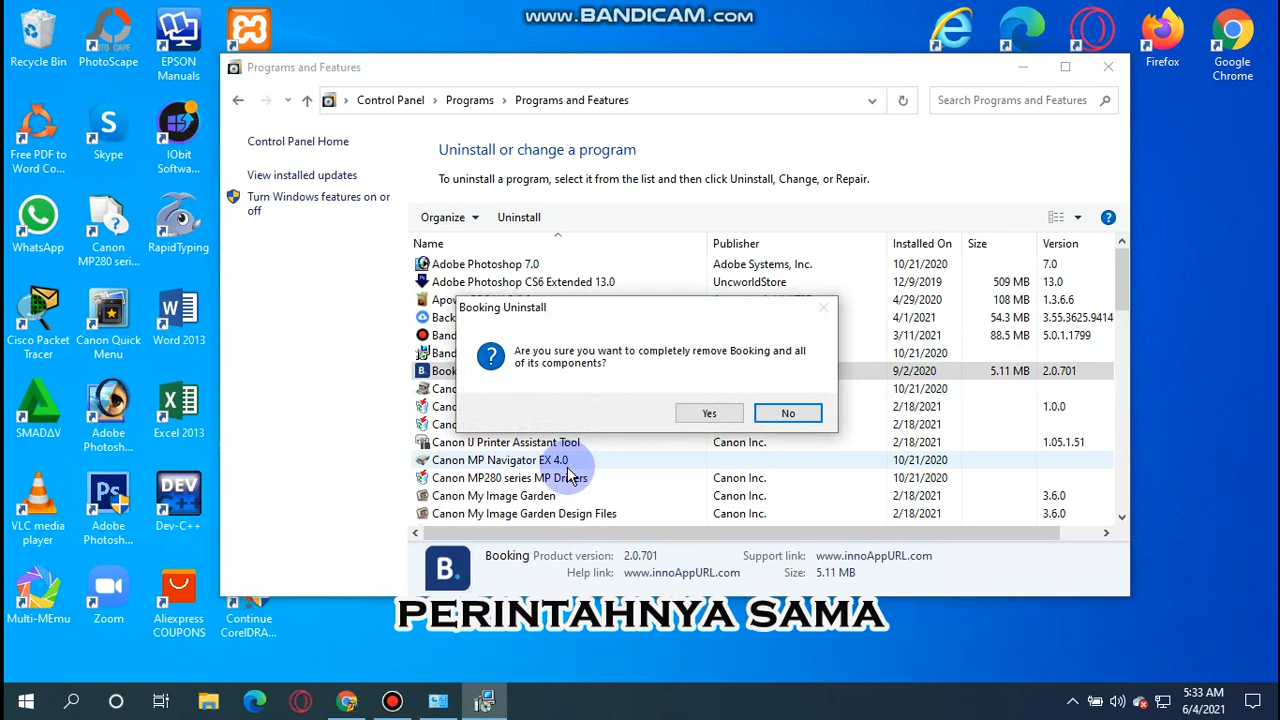 www.BANDICAM.com
Recycle Bin
PhotoScape
EPSON
Manuals
Firefox
Google
Chrome
Free PDF to
Word Co...
Skype
IObit
Softwa...
WhatsApp
Canon
MP280 seri...
RapidTyping
Cisco Packet
Tracer
Canon Quick
Menu
Word 2013
SMADΔV
Adobe
Photosh...
Excel 2013
VLC media
player
Adobe
Photosh...
Dev-C++
Multi-MEmu
Zoom
Aliexpress
COUPONS
Continue
CorelDRA...
Programs and Features
Control Panel > Programs > Programs and Features
Search Programs and Features
Control Panel Home
View installed updates
Turn Windows features on or
off
Uninstall or change a program
To uninstall a program, select it from the list and then click Uninstall, Change, or Repair.
Organize Uninstall
Name Publisher Installed On Size Version
Adobe Photoshop 7.0 Adobe Systems, Inc. 10/21/2020 7.0
Adobe Photoshop CS6 Extended 13.0 UncworldStore 12/9/2019 509 MB 13.0
4/29/2020 108 MB 1.3.6.6
Back 4/1/2021 54.3 MB 3.55.3625.9414
Band 3/11/2021 88.5 MB 5.0.1.1799
Band 10/21/2020
Book 9/2/2020 5.11 MB 2.0.701
Cano 10/21/2020
Cano 2/18/2021 1.0.0
2/18/2021
Canon IJ Printer Assistant Tool Canon Inc. 2/18/2021 1.05.1.51
Canon MP Navigator EX 4.0 10/21/2020
Canon MP280 series MP Drivers Canon Inc. 2/18/2021
Canon My Image Garden Canon Inc. 2/18/2021 3.6.0
Canon My Image Garden Design Files Canon Inc. 2/18/2021 3.6.0
Booking Uninstall
Are you sure you want to completely remove Booking and all
of its components?
Yes No
B.
Booking Product version: 2.0.701 Support link: www.innoAppURL.com
Help link: www.innoAppURL.com Size: 5.11 MB
PERINTAHNYA SAMA
5:33 AM
6/4/2021